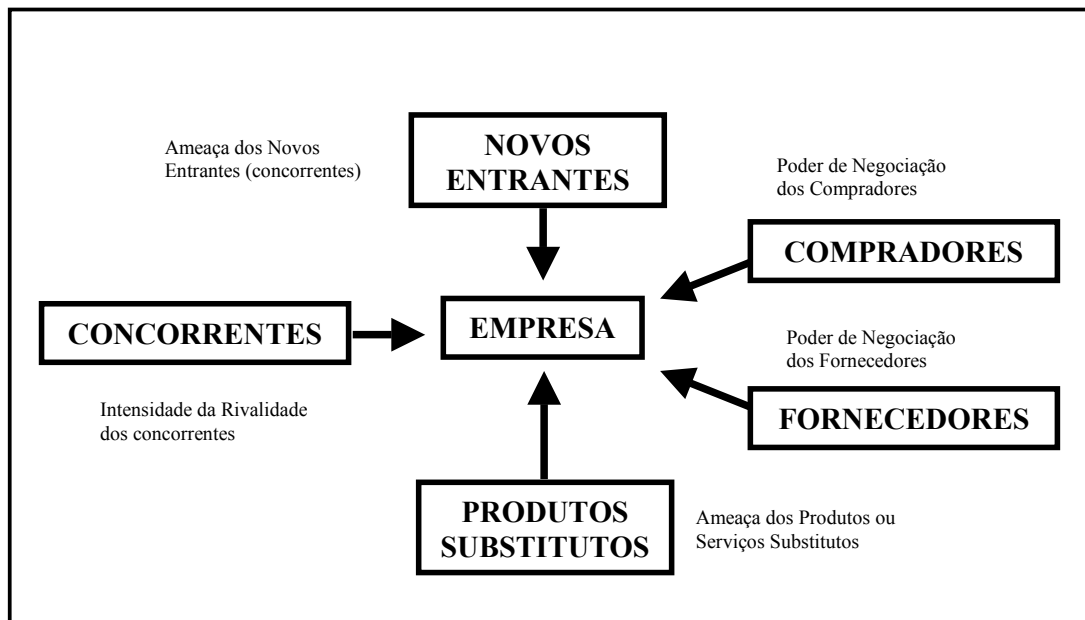 Ameaça dos Novos
Entrantes (concorrentes)
NOVOS
ENTRANTES
Poder de Negociação
dos Compradores
COMPRADORES
CONCORRENTES
EMPRESA
Intensidade da Rivalidade
dos concorrentes
Poder de Negociação
dos Fornecedores
FORNECEDORES
PRODUTOS
SUBSTITUTOS
Ameaça dos Produtos ou
Serviços Substitutos